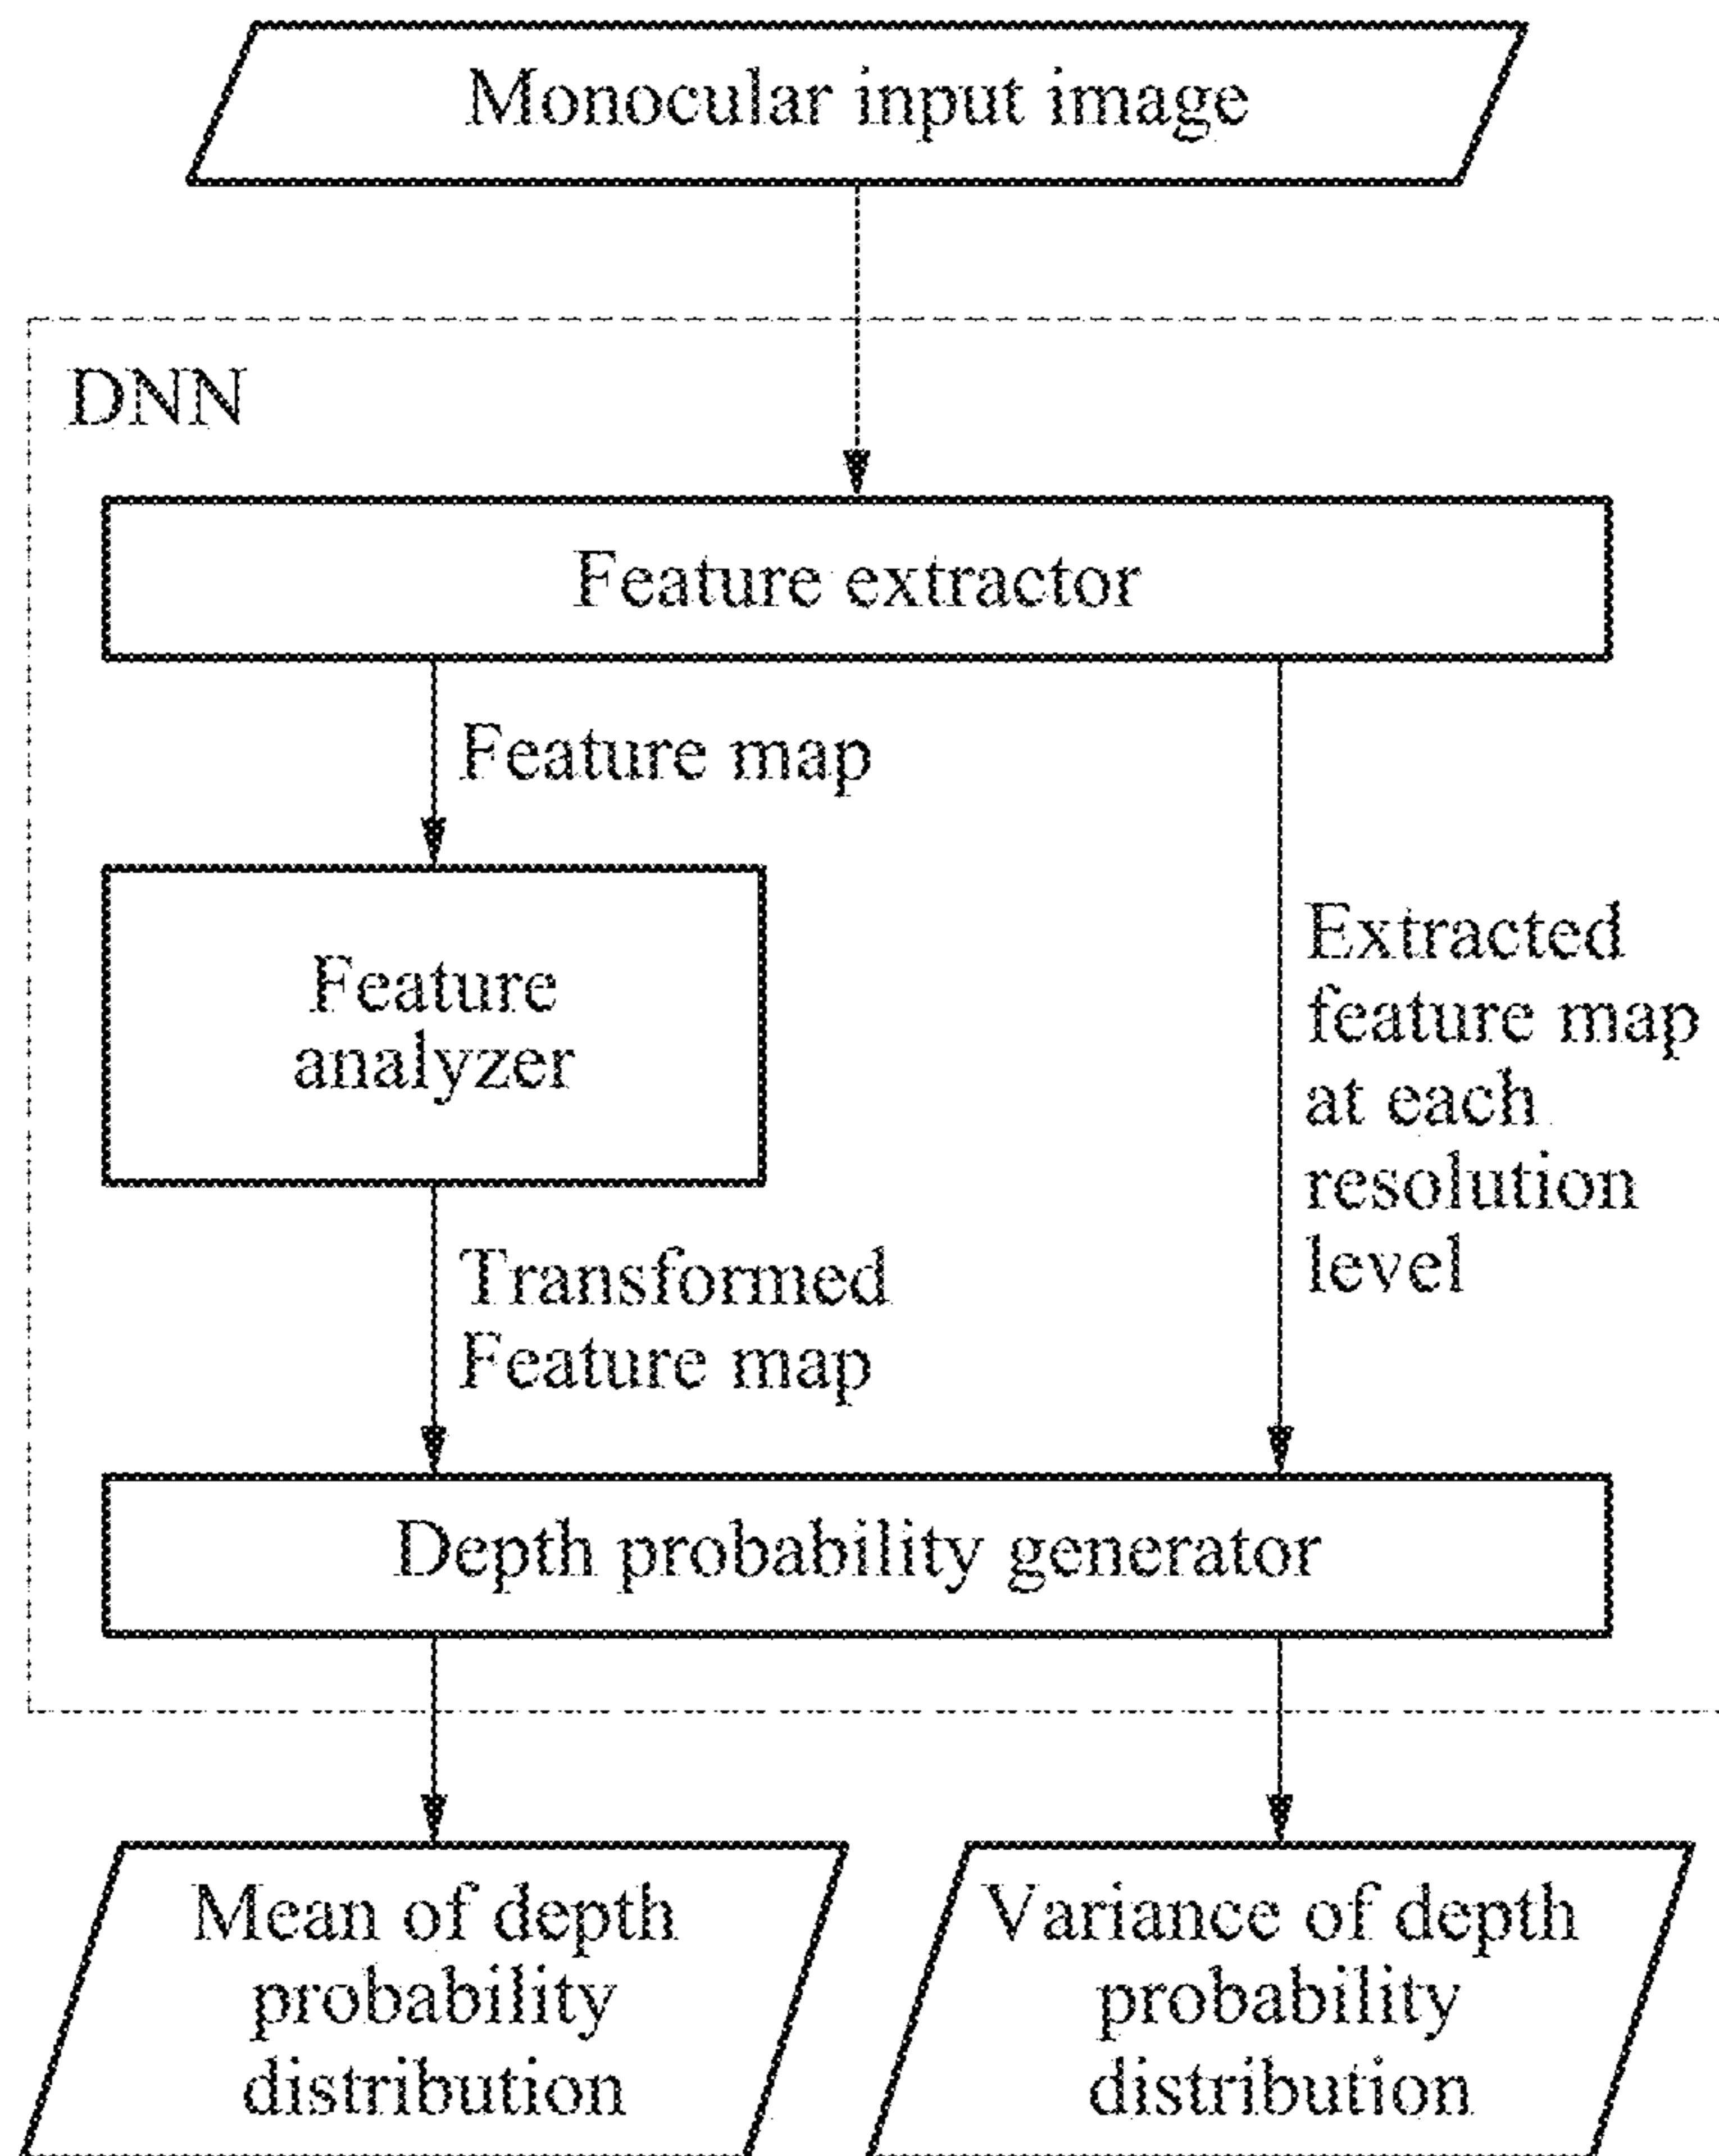 Monocular input image
DNN
Feature extractor
Feature map
Feature
analyzer
Extracted
feature map
at each
resolution
level
Transformed
Feature map
Depth probability generator
Mean of depth
probability
distribution
Variance of depth
probability
distribution